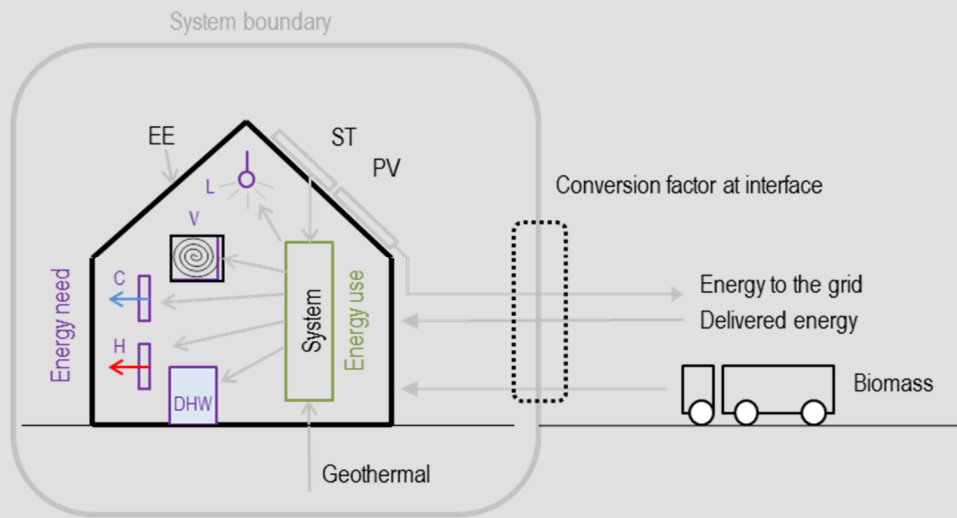 System boundary
EE
ST
PV
L
V
Conversion factor at interface
C
Energy need
H
System
Energy use
DHW
Energy to the grid
Delivered energy
Biomass
Geothermal